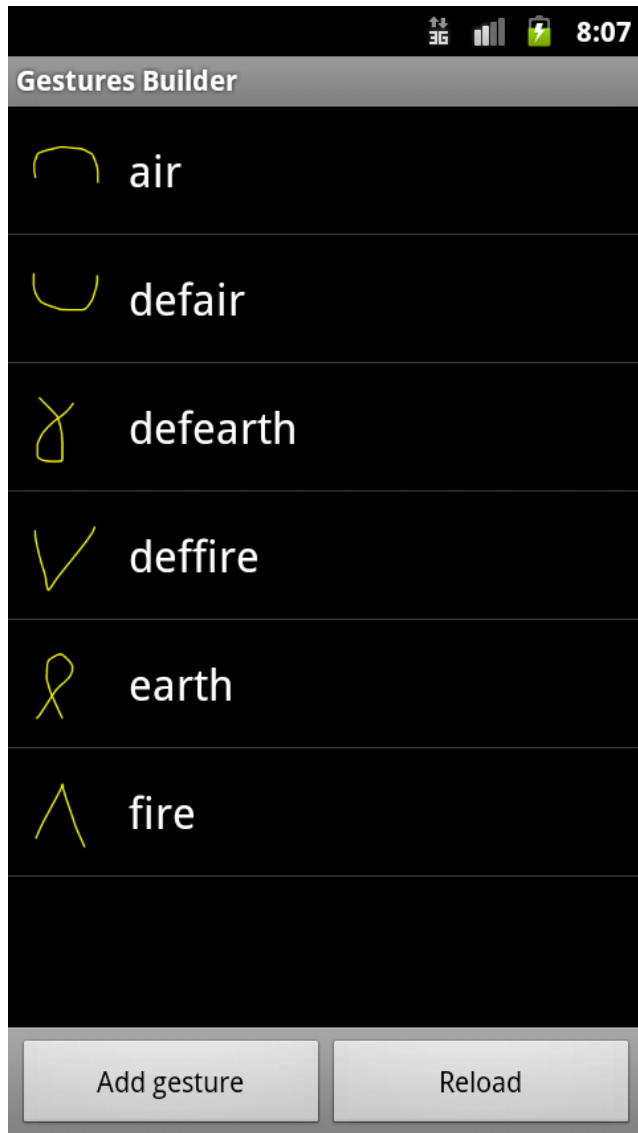 3G 8:07
Gestures Builder
air
defair
defearth
deffire
earth
fire
Add gesture Reload